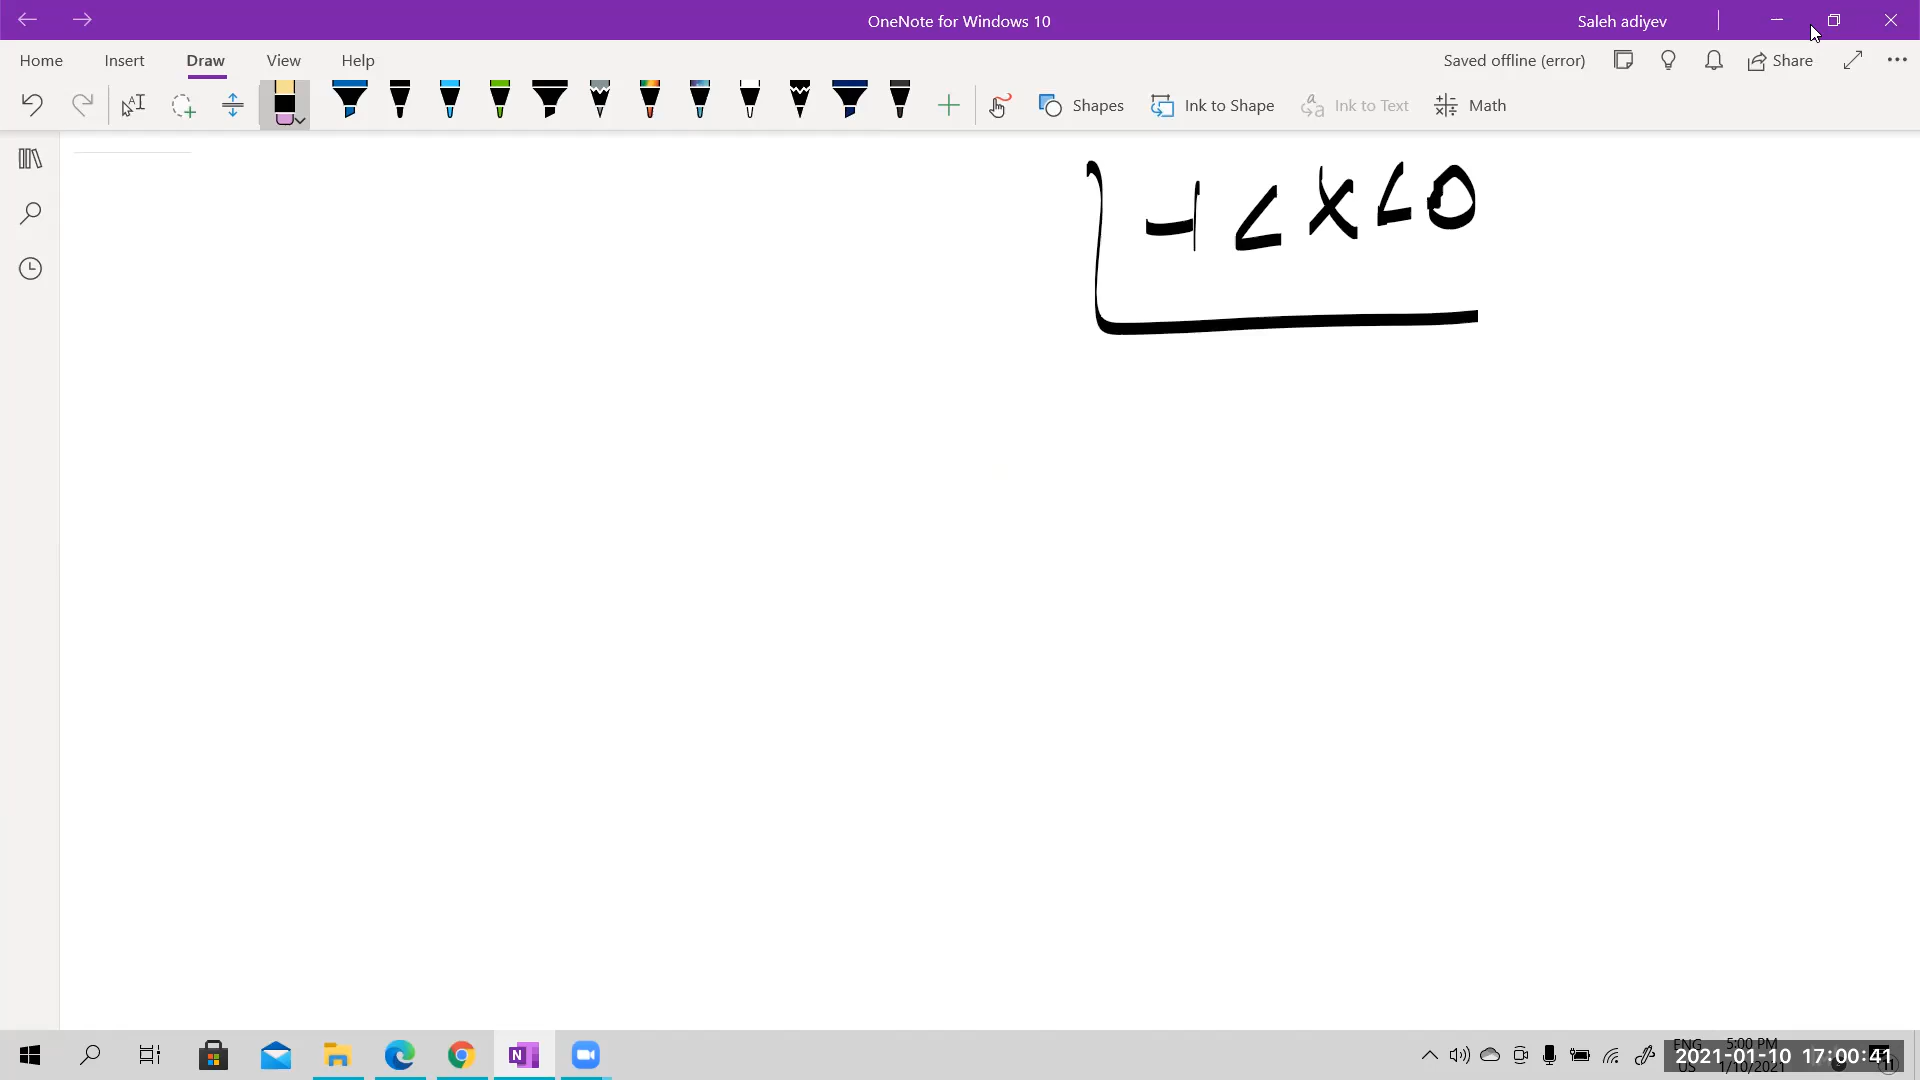 OneNote for Windows 10
Saleh adiyev
Home Insert Draw View Help
Saved offline (error)
Share
Shapes
Ink to Shape
Ink to Text
Math
-1 < x < 0
ENG
US
5:00 PM
1/10/2021
2021-01-10 17:00:41
11